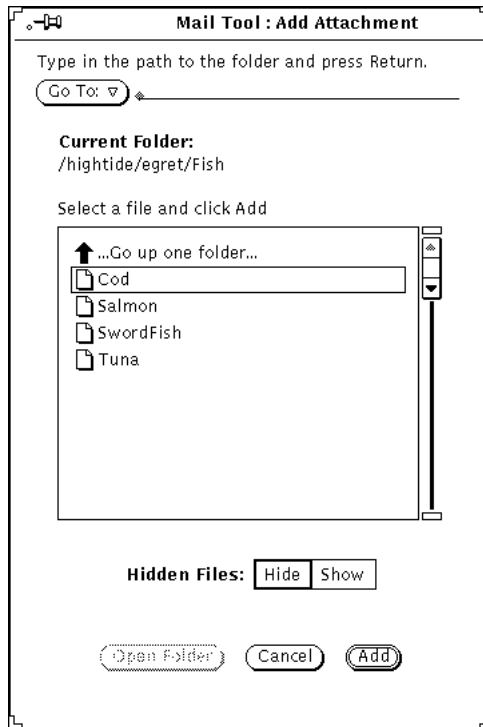 Mail Tool : Add Attachment
Type in the path to the folder and press Return.
Go To:
Current Folder:
/hightide/egret/Fish
Select a file and click Add
...Go up one folder...
Cod
Salmon
SwordFish
Tuna
Hidden Files: Hide Show
Open Folder Cancel Add